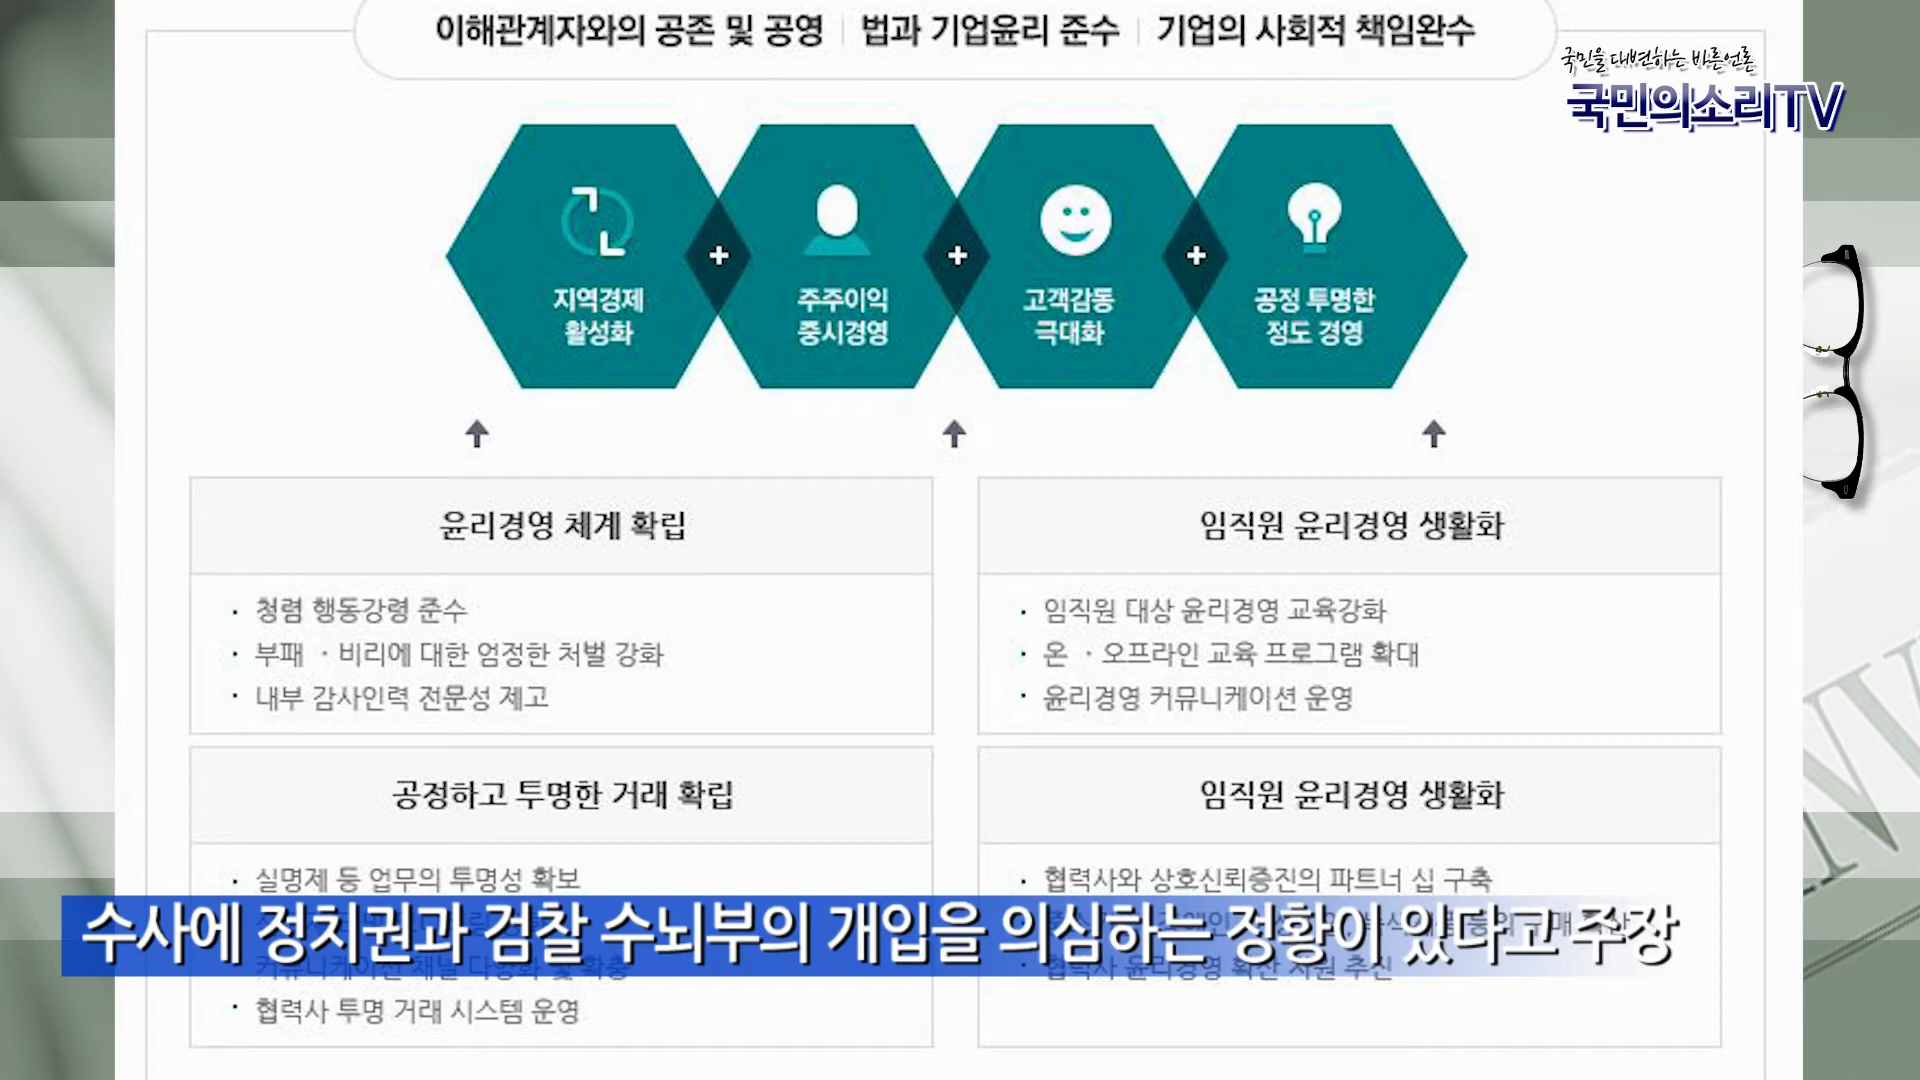 이해관계자와의 공존 및 공영 | 법과 기업윤리 준수 | 기업의 사회적 책임완수
국민을 대변하는 바른언론
국민의소리TV
지역경제
활성화
주주이익
중시경영
고객감동
극대화
공정 투명한
정도 경영
윤리경영 체계 확립
· 청렴 행동강령 준수
· 부패 · 비리에 대한 엄정한 처벌 강화
· 내부 감사인력 전문성 제고
임직원 윤리경영 생활화
· 임직원 대상 윤리경영 교육강화
· 온 · 오프라인 교육 프로그램 확대
· 윤리경영 커뮤니케이션 운영
공정하고 투명한 거래 확립
· 실명제 등 업무의 투명성 확보
커뮤니케이션 채널 다양화 및 확충
· 협력사 투명 거래 시스템 운영
임직원 윤리경영 생활화
· 협력사와 상호신뢰증진의 파트너 십 구축
· 협력사 윤리경영 확산 지원 추진
수사에 정치권과 검찰 수뇌부의 개입을 의심하는 정황이 있다고 주장